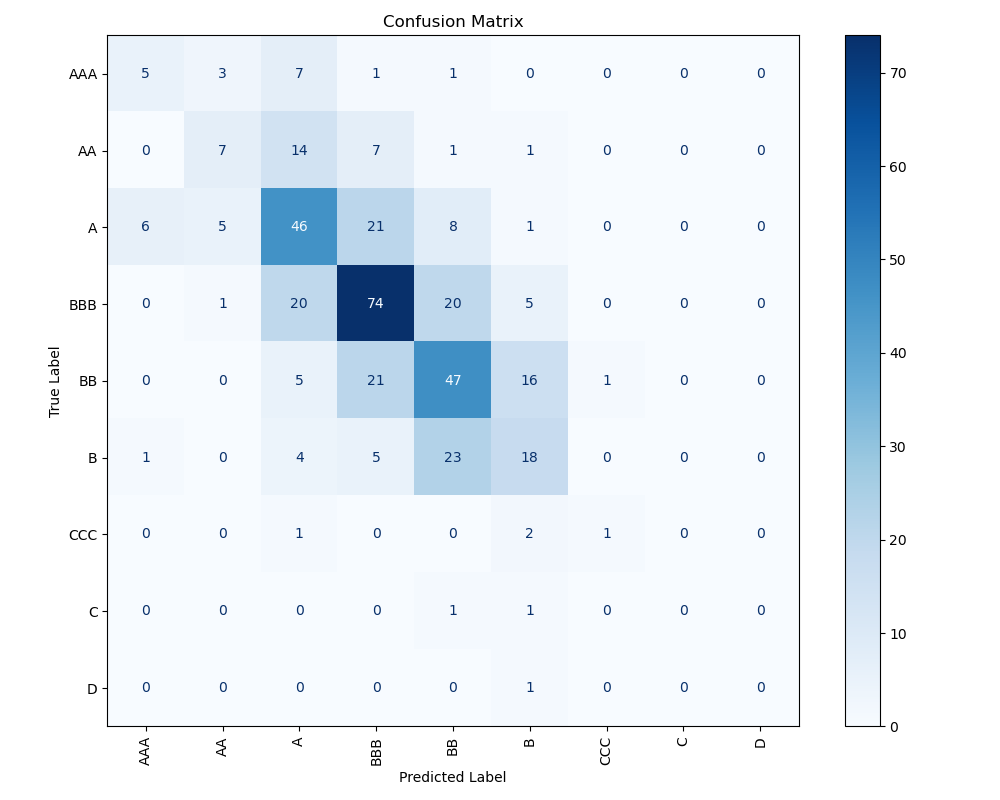 Confusion Matrix
AAA 5 3 7 1 1 0 0 0 0
AA 0 7 14 7 1 1 0 0 0
A 6 5 46 21 8 1 0 0 0
BBB 0 1 20 74 20 5 0 0 0
BB 0 0 5 21 47 16 1 0 0
B 1 0 4 5 23 18 0 0 0
CCC 0 0 1 0 0 2 1 0 0
C 0 0 0 0 1 1 0 0 0
D 0 0 0 0 0 1 0 0 0
AAA AA A BBB BB B CCC C D
Predicted Label
True Label
70
60
50
40
30
20
10
0